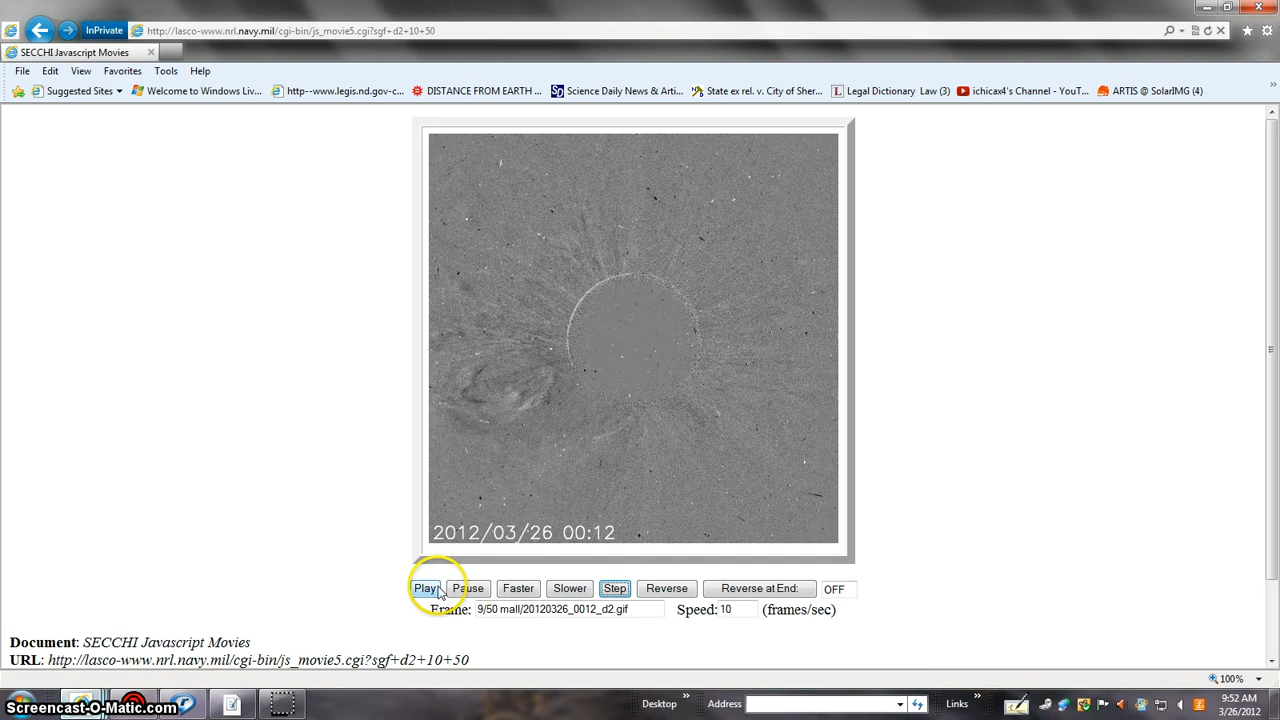 InPrivate
http://lasco-www.nrl.navy.mil/cgi-bin/js_movie5.cgi?sgf+d2+10+50
SECCHI Javascript Movies
File Edit View Favorites Tools Help
Suggested Sites Welcome to Windows Liv... http--www.legis.nd.gov-c... DISTANCE FROM EARTH ... Science Daily News & Arti... State ex rel. v. City of Sher... Legal Dictionary Law (3) ichicax4's Channel - YouT... ARTIS @ SolarIMG (4)
2012/03/26 00:12
Play Pause Faster Slower Step Reverse Reverse at End: OFF
Frame: 9/50 mall/20120326_0012_d2.gif Speed: 10 (frames/sec)
Document: SECCHI Javascript Movies
URL: http://lasco-www.nrl.navy.mil/cgi-bin/js_movie5.cgi?sgf+d2+10+50
100%
Screencast-O-Matic.com
Desktop Address Links
9:52 AM
3/26/2012